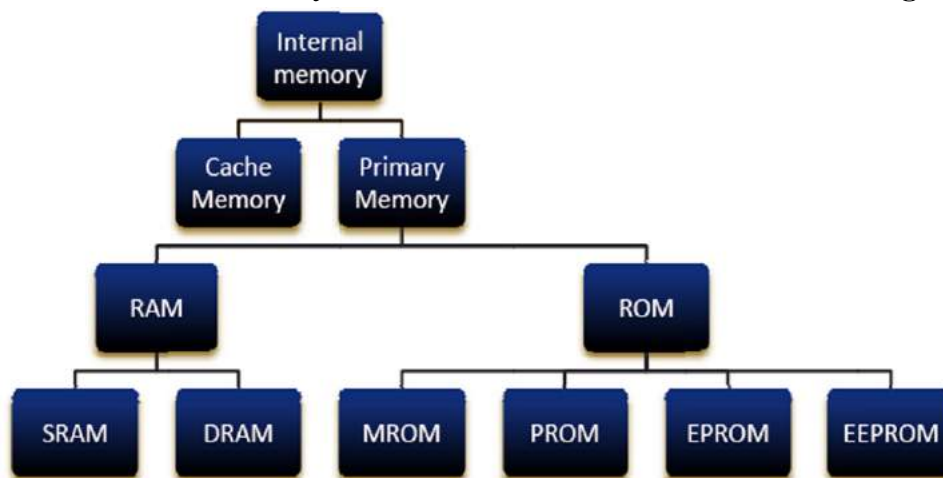 Internal
memory
Cache
Memory
Primary
Memory
RAM
ROM
SRAM
DRAM
MROM
PROM
EPROM
EEPROM